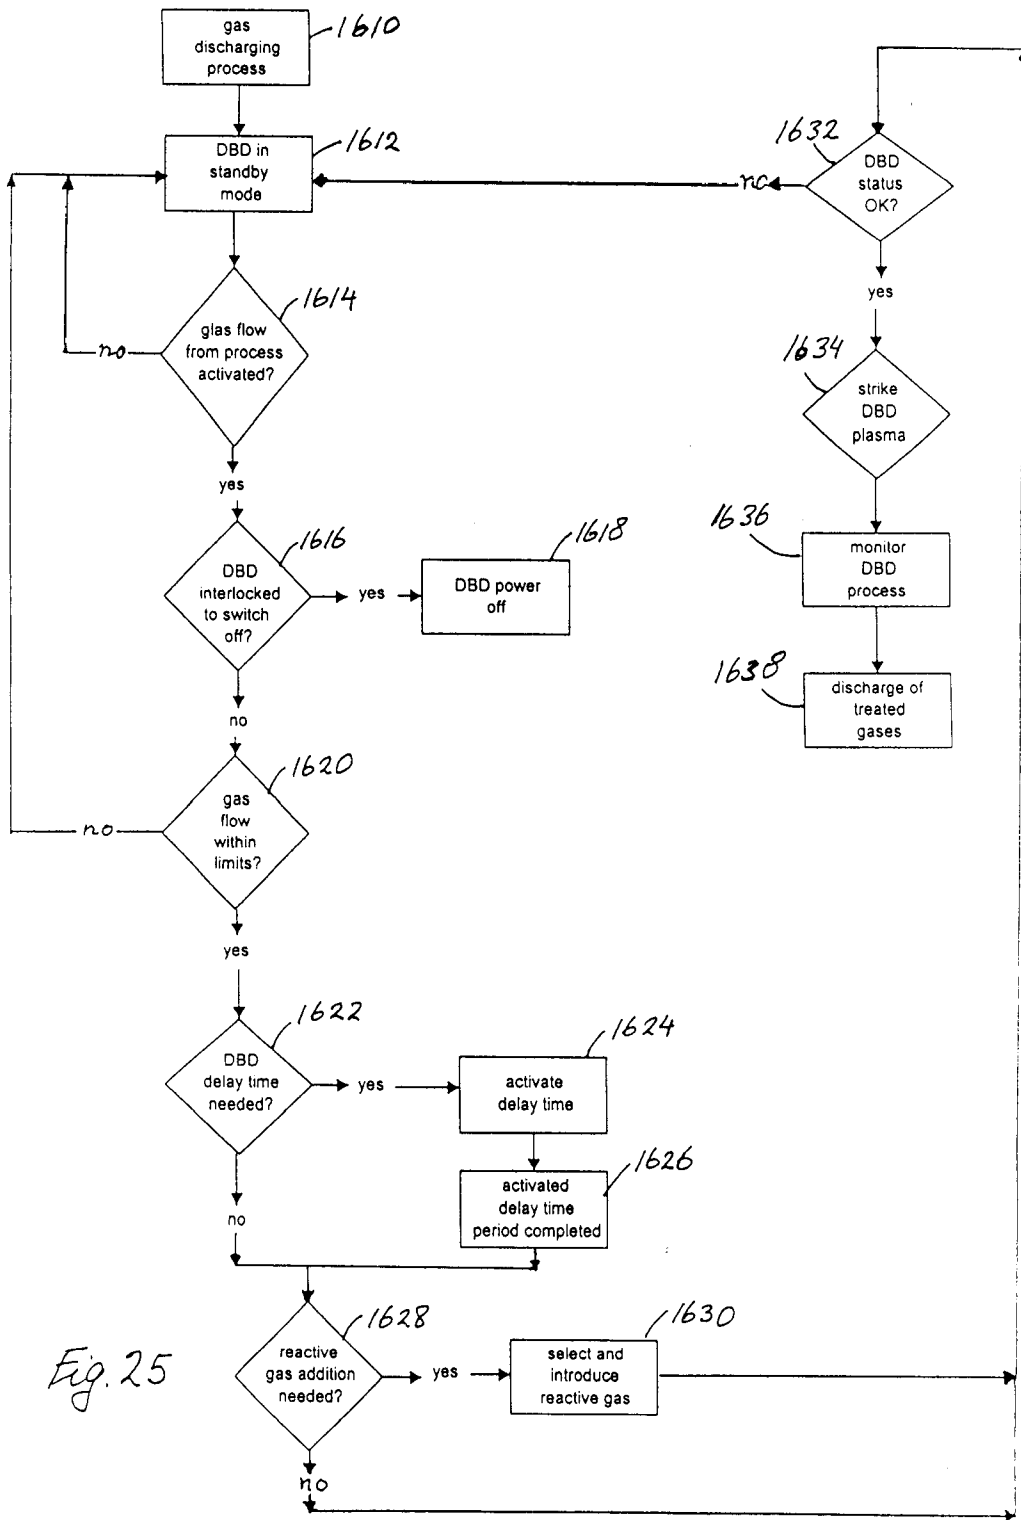 gas
discharging
process
1610
DBD in
standby
mode
1612
glas flow
from process
activated?
1614
no
yes
DBD
interlocked
to switch
off?
1616
yes
DBD power
off
1618
no
gas
flow
within
limits?
1620
no
yes
DBD
delay time
needed?
1622
yes
activate
delay time
1624
activated
delay time
period completed
1626
no
reactive
gas addition
needed?
1628
yes
select and
introduce
reactive gas
1630
no
DBD
status
OK?
1632
no
yes
strike
DBD
plasma
1634
monitor
DBD
process
1636
discharge of
treated
gases
1638
Fig. 25